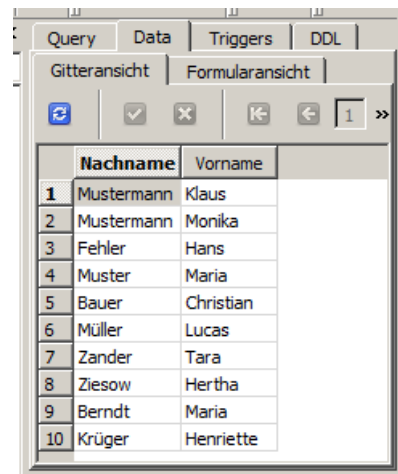 Query Data Triggers DDL
Gitteransicht Formularansicht
1 »
Nachname Vorname
1 Mustermann Klaus
2 Mustermann Monika
3 Fehler Hans
4 Muster Maria
5 Bauer Christian
6 Müller Lucas
7 Zander Tara
8 Ziesow Hertha
9 Berndt Maria
10 Krüger Henriette